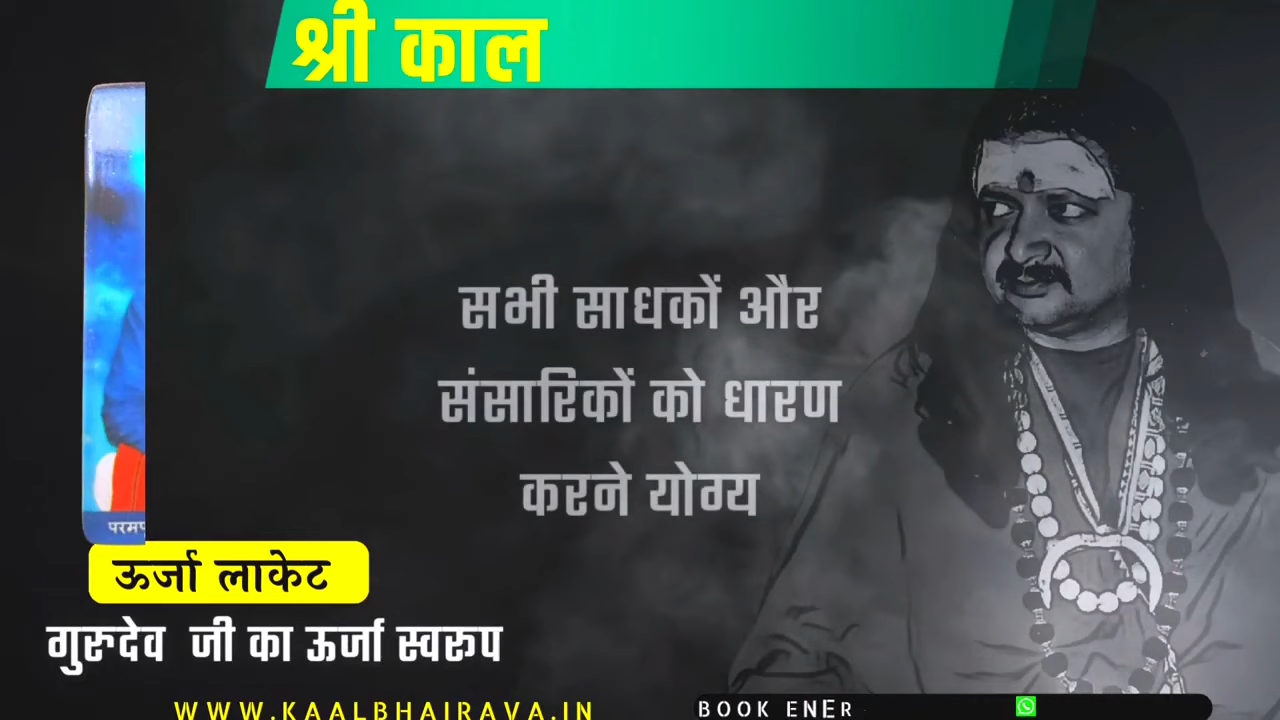 श्री काल
सभी साधकों और
संसारिकों को धारण
करने योग्य
ऊर्जा लाकेट
गुरुदेव जी का ऊर्जा स्वरुप
WWW.KAALBHAIRAVA.IN
BOOK ENER